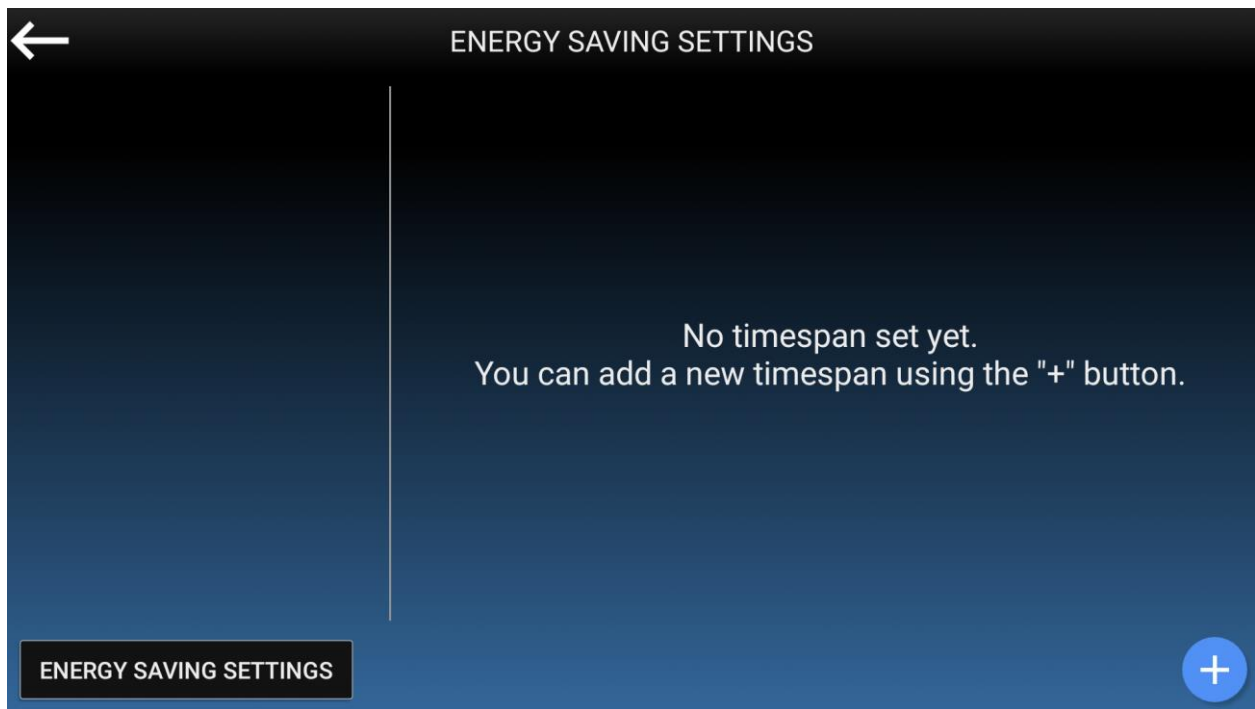 ENERGY SAVING SETTINGS
No timespan set yet.
You can add a new timespan using the "+" button.
ENERGY SAVING SETTINGS
+